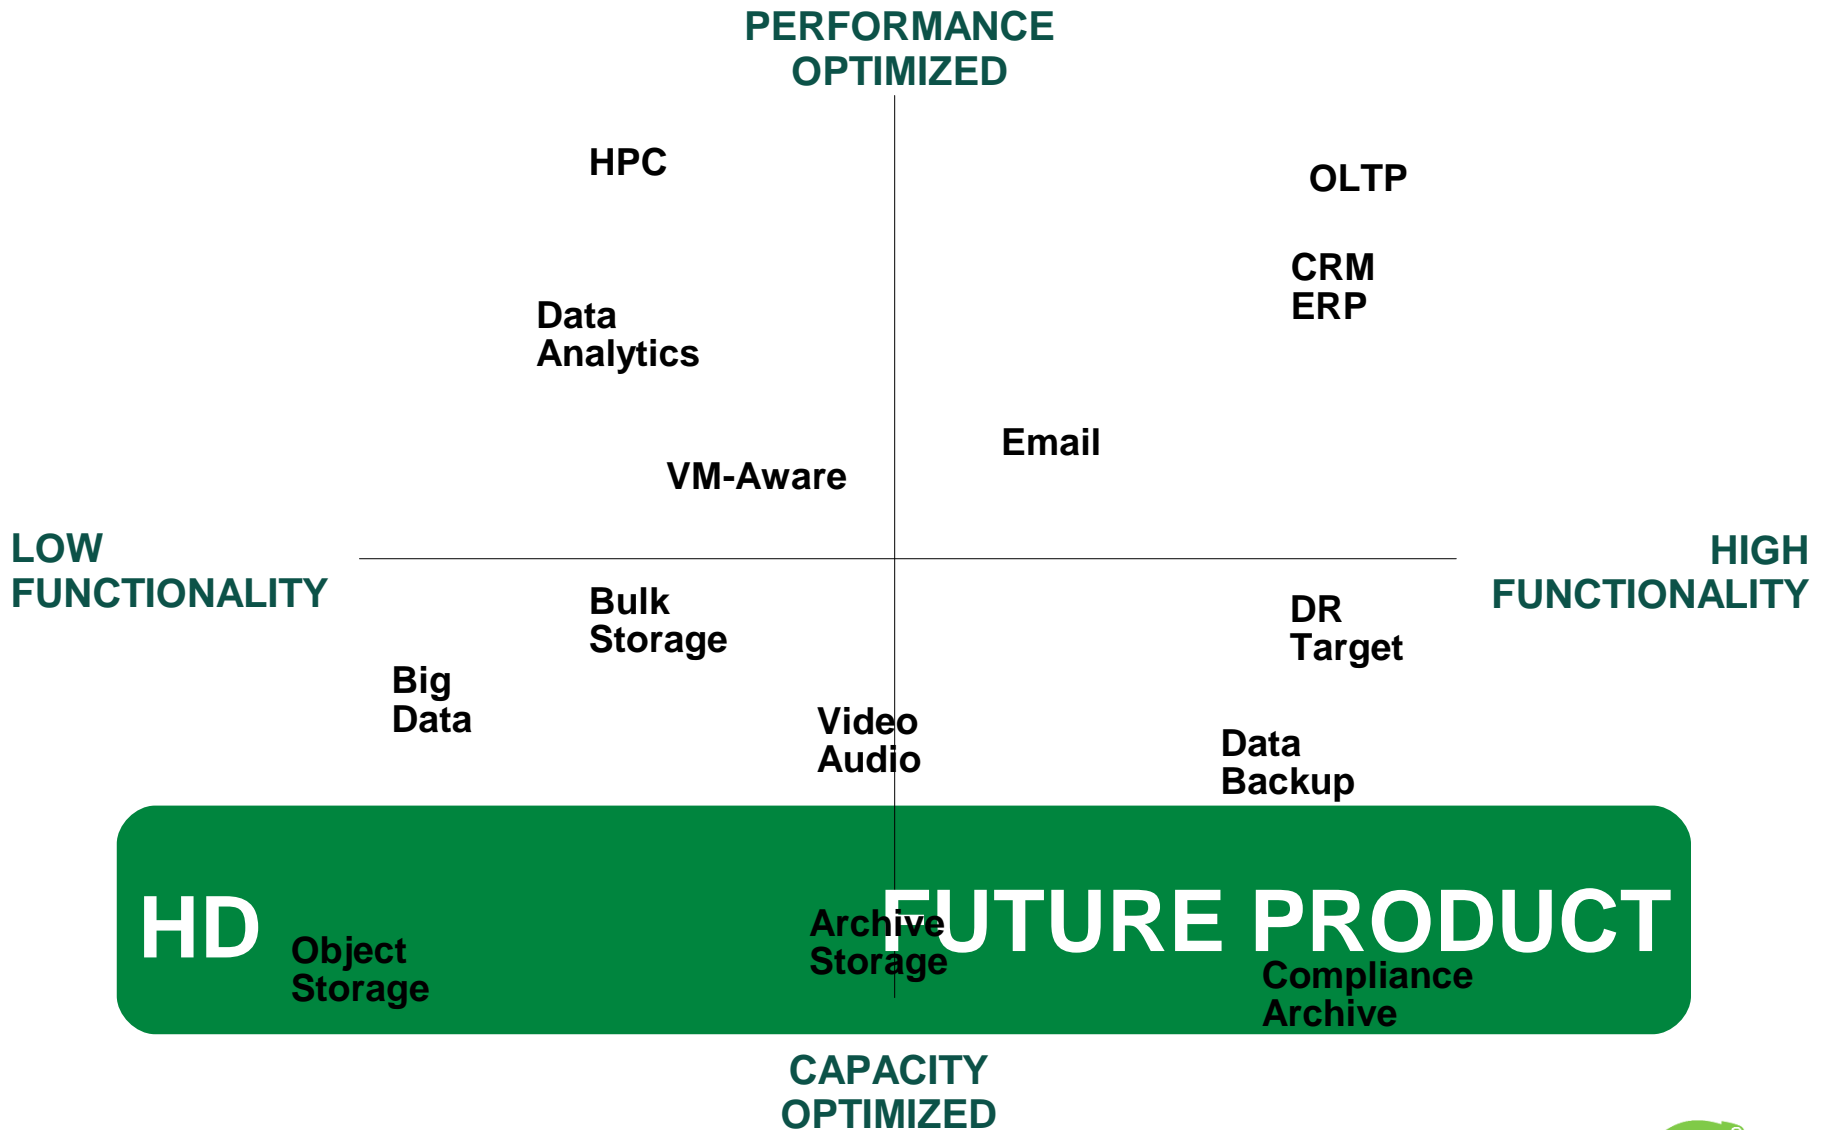 PERFORMANCE
OPTIMIZED
HPC
OLTP
CRM
ERP
Data
Analytics
Email
VM-Aware
LOW
FUNCTIONALITY
HIGH
FUNCTIONALITY
Bulk
Storage
DR
Target
Big
Data
Video
Audio
Data
Backup
HD
FUTURE PRODUCT
Object
Storage
Archive
Storage
Compliance
Archive
CAPACITY
OPTIMIZED